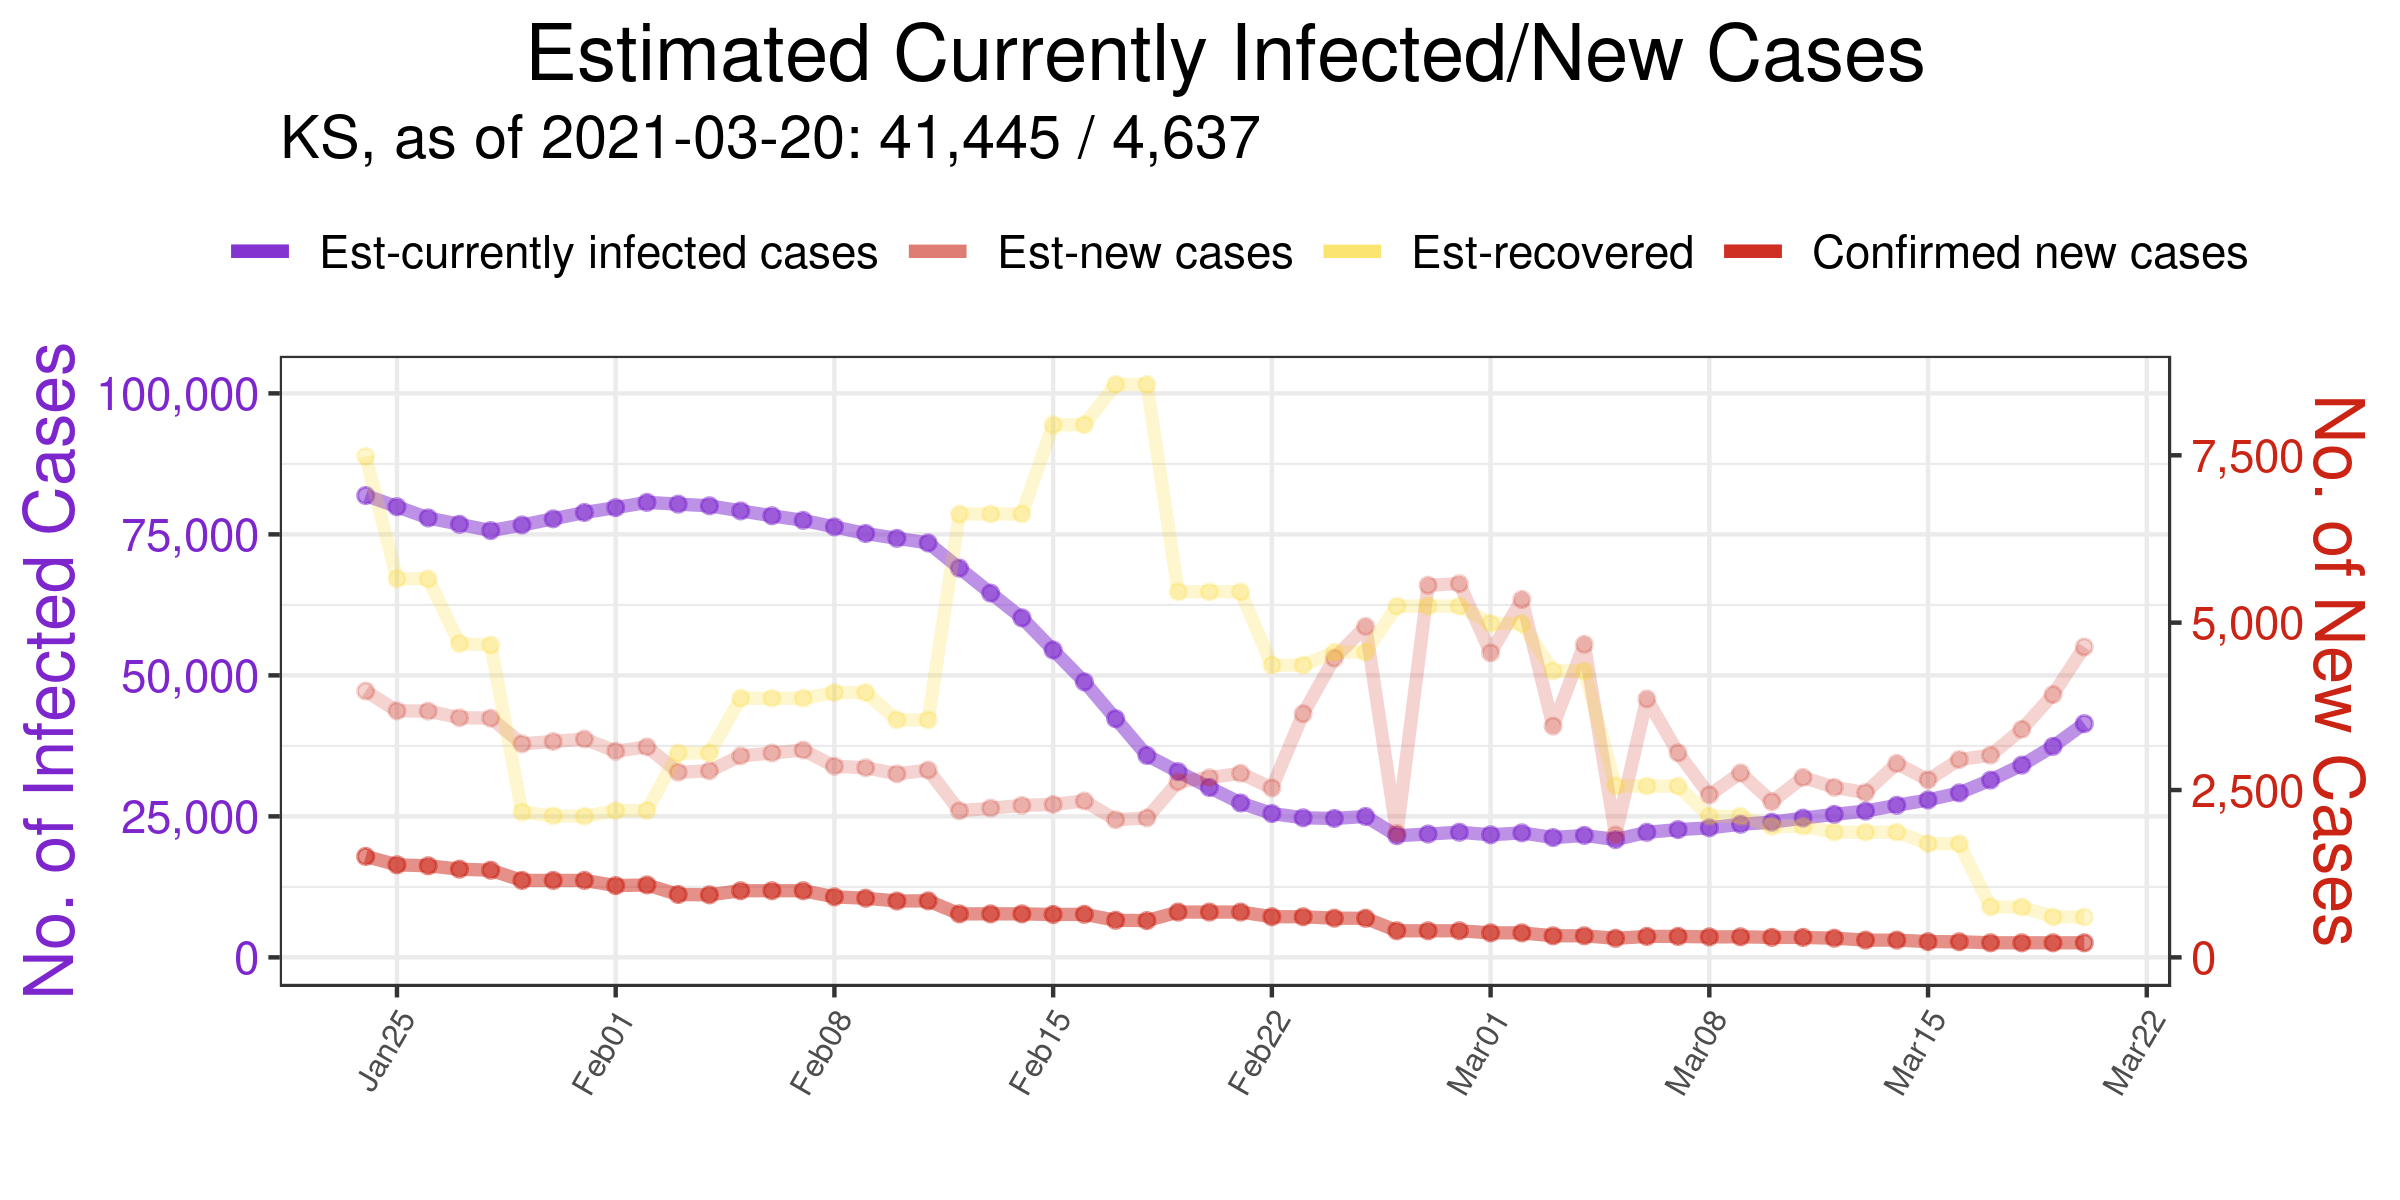 Estimated Currently Infected/New Cases
KS, as of 2021-03-20: 41,445 / 4,637
Est-currently infected cases Est-new cases Est-recovered Confirmed new cases
No. of Infected Cases
100,000
75,000
50,000
25,000
0
7,500
5,000
2,500
0
No. of New Cases
Jan25 Feb01 Feb08 Feb15 Feb22 Mar01 Mar08 Mar15 Mar22